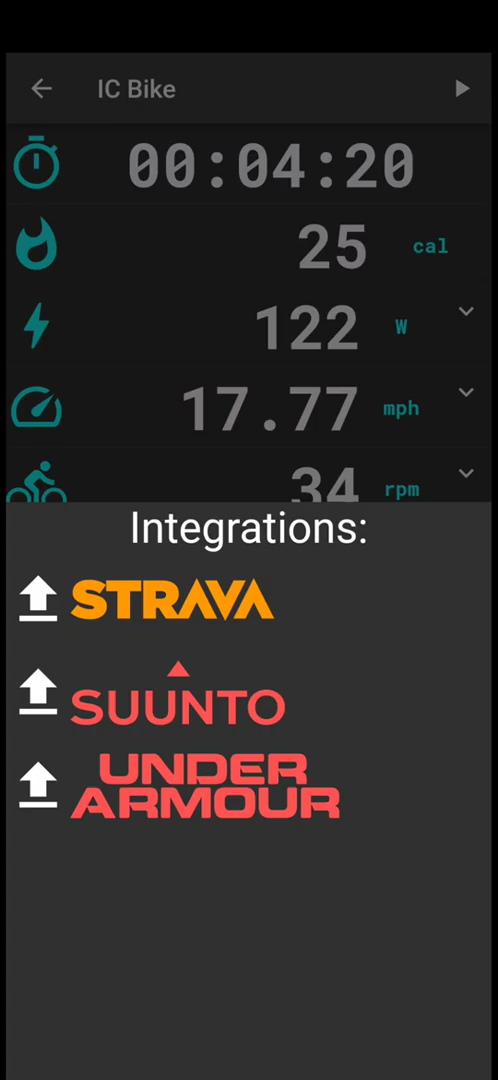 IC Bike
00:04:20
25 cal
122 W
17.77 mph
34 rpm
Integrations:
STRAVA
SUUNTO
UNDER
ARMOUR